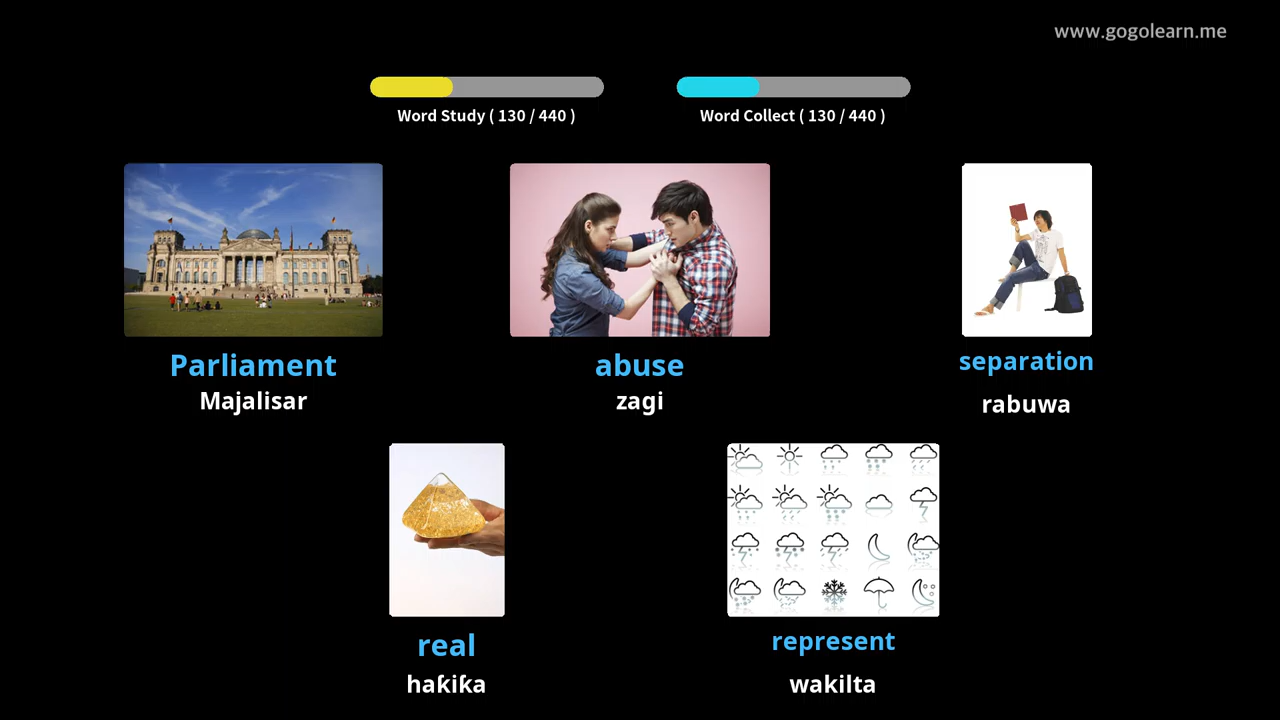 www.gogolearn.me
Word Study ( 130 / 440 )
Word Collect ( 130 / 440 )
Parliament
Majalisar
abuse
zagi
separation
rabuwa
real
haƙiƙa
represent
wakilta